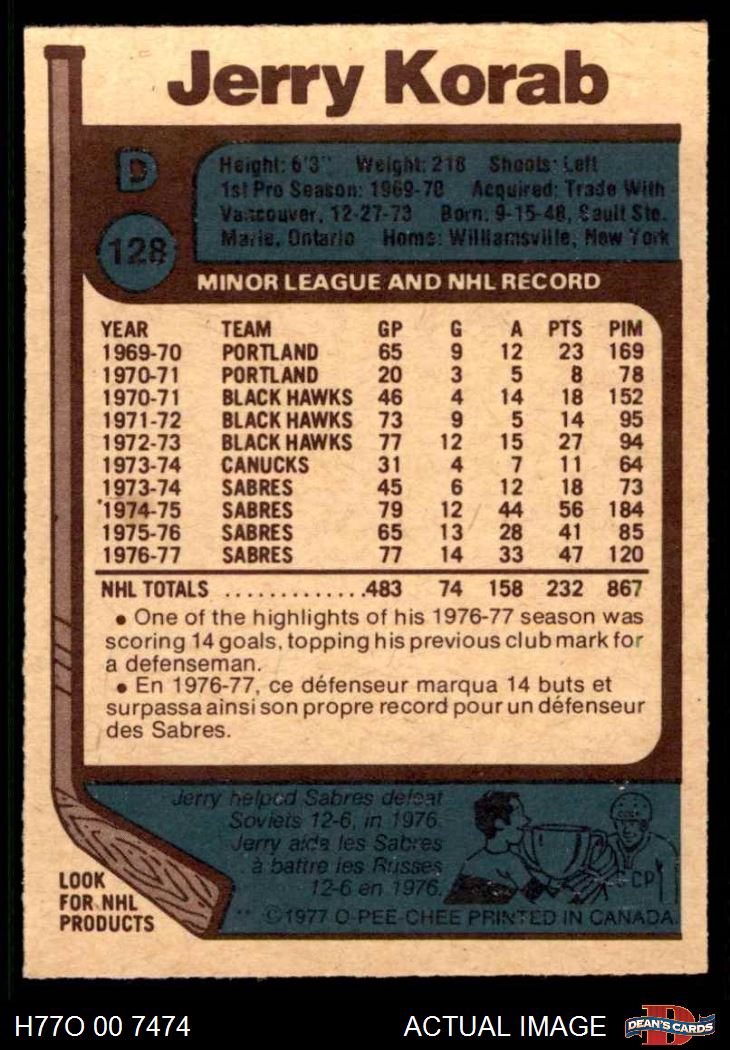 Jerry Korab
D
Height: 6'3" Weight: 218 Shoots: Left
1st Pro Season: 1969-70 Acquired: Trade With
Vancouver, 12-27-73 Born: 9-15-48, Sault Ste.
Marie, Ontario Home: Williamsville, New York
128
MINOR LEAGUE AND NHL RECORD
YEAR TEAM GP G A PTS PIM
1969-70 PORTLAND 65 9 12 23 169
1970-71 PORTLAND 20 3 5 8 78
1970-71 BLACK HAWKS 46 4 14 18 152
1971-72 BLACK HAWKS 73 9 5 14 95
1972-73 BLACK HAWKS 77 12 15 27 94
1973-74 CANUCKS 31 4 7 11 64
1973-74 SABRES 45 6 12 18 73
1974-75 SABRES 79 12 44 56 184
1975-76 SABRES 65 13 28 41 85
1976-77 SABRES 77 14 33 47 120
NHL TOTALS .............483 74 158 232 867
• One of the highlights of his 1976-77 season was
scoring 14 goals, topping his previous club mark for
a defenseman.
• En 1976-77, ce défenseur marqua 14 buts et
surpassa ainsi son propre record pour un défenseur
des Sabres.
Jerry helped Sabres defeat
Soviets 12-6, in 1976.
Jerry aida les Sabres
à battre les Russes
12-6 en 1976.
CCCP
LOOK
FOR NHL
PRODUCTS
** ©1977 O-PEE-CHEE PRINTED IN CANADA.
H77O 00 7474 ACTUAL IMAGE
D
DEAN'S CARDS